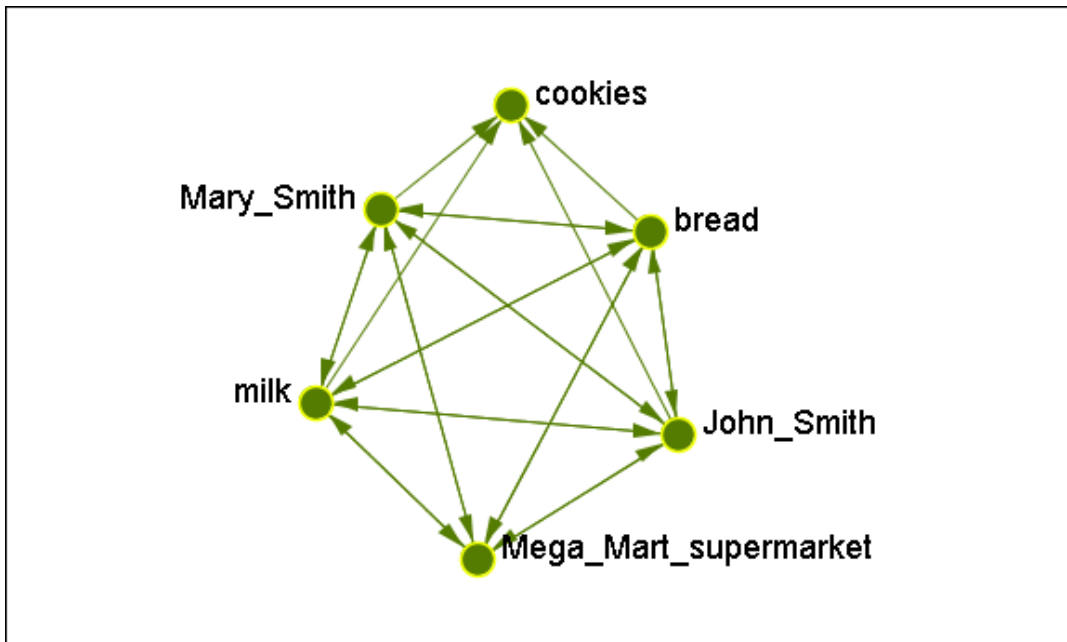 cookies
Mary_Smith
bread
milk
John_Smith
Mega_Mart_supermarket